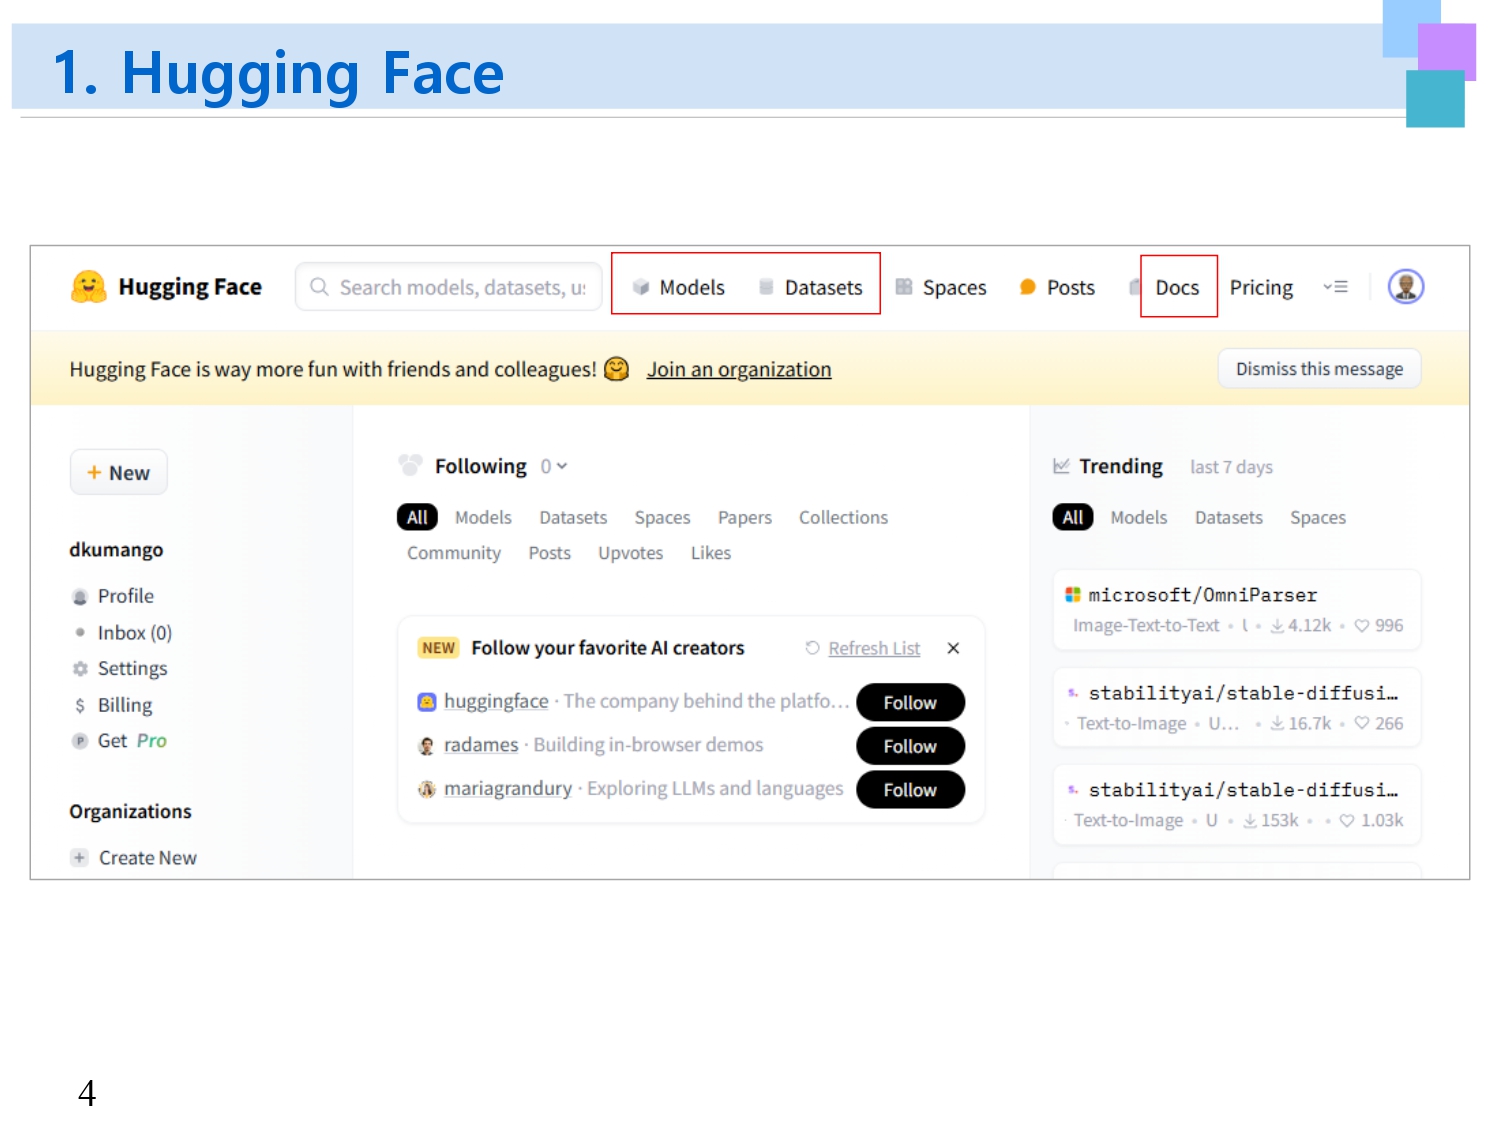 1. Hugging Face
Hugging Face Search models, datasets, us Models Datasets Spaces Posts Docs Pricing
Hugging Face is way more fun with friends and colleagues! Join an organization Dismiss this message
+ New
dkumango
Profile
Inbox (0)
Settings
$ Billing
P Get Pro
Organizations
+ Create New
Following 0
All Models Datasets Spaces Papers Collections
Community Posts Upvotes Likes
NEW Follow your favorite AI creators Refresh List ×
huggingface · The company behind the platfo... Follow
radames · Building in-browser demos Follow
mariagrandury · Exploring LLMs and languages Follow
Trending last 7 days
All Models Datasets Spaces
microsoft/OmniParser
Image-Text-to-Text • • 4.12k • 996
s. stabilityai/stable-diffusi...
· Text-to-Image • U... • 16.7k • 266
s. stabilityai/stable-diffusi...
· Text-to-Image • U • 153k • • 1.03k
4